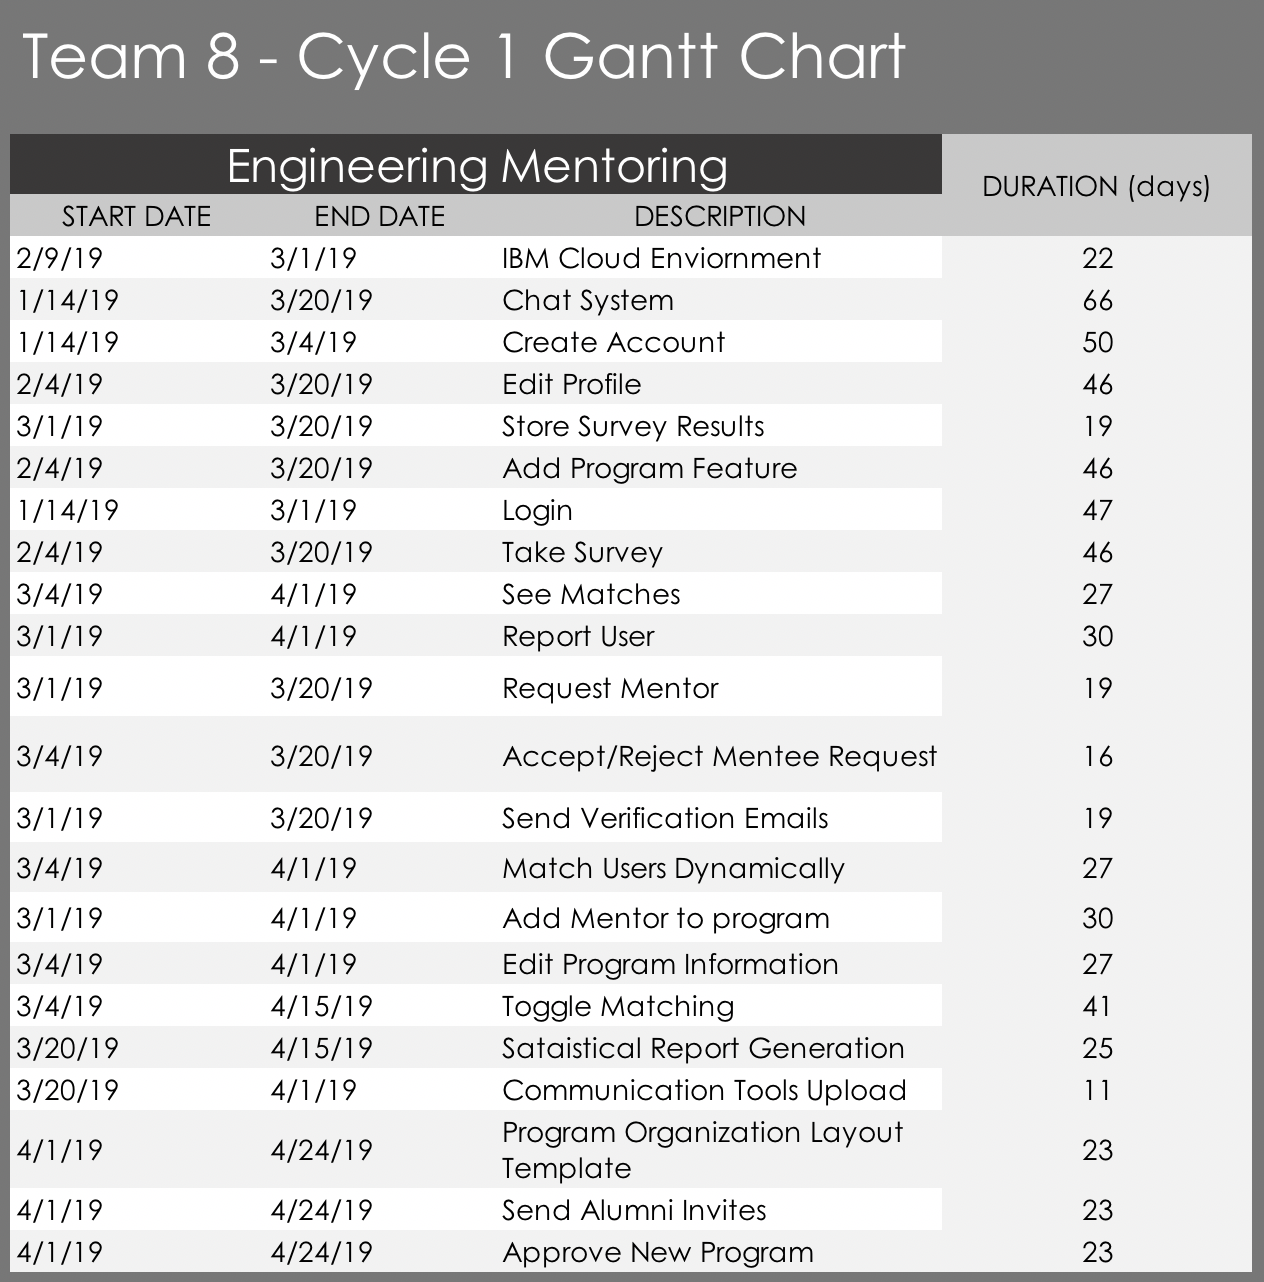 Team 8 - Cycle 1 Gantt Chart
Engineering Mentoring
DURATION (days)
START DATE END DATE DESCRIPTION
2/9/19 3/1/19 IBM Cloud Enviornment 22
1/14/19 3/20/19 Chat System 66
1/14/19 3/4/19 Create Account 50
2/4/19 3/20/19 Edit Profile 46
3/1/19 3/20/19 Store Survey Results 19
2/4/19 3/20/19 Add Program Feature 46
1/14/19 3/1/19 Login 47
2/4/19 3/20/19 Take Survey 46
3/4/19 4/1/19 See Matches 27
3/1/19 4/1/19 Report User 30
3/1/19 3/20/19 Request Mentor 19
3/4/19 3/20/19 Accept/Reject Mentee Request 16
3/1/19 3/20/19 Send Verification Emails 19
3/4/19 4/1/19 Match Users Dynamically 27
3/1/19 4/1/19 Add Mentor to program 30
3/4/19 4/1/19 Edit Program Information 27
3/4/19 4/15/19 Toggle Matching 41
3/20/19 4/15/19 Sataistical Report Generation 25
3/20/19 4/1/19 Communication Tools Upload 11
4/1/19 4/24/19 Program Organization Layout
Template 23
4/1/19 4/24/19 Send Alumni Invites 23
4/1/19 4/24/19 Approve New Program 23